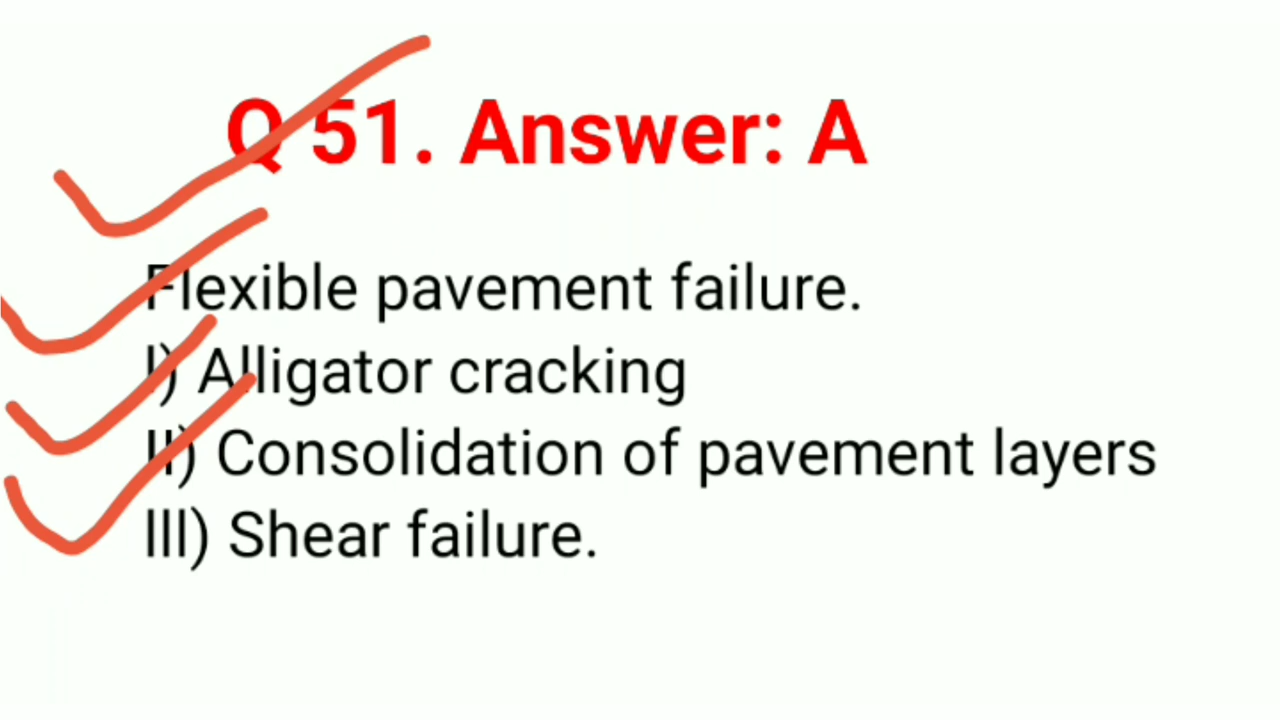 Q 51. Answer: A
Flexible pavement failure.
I) Alligator cracking
II) Consolidation of pavement layers
III) Shear failure.